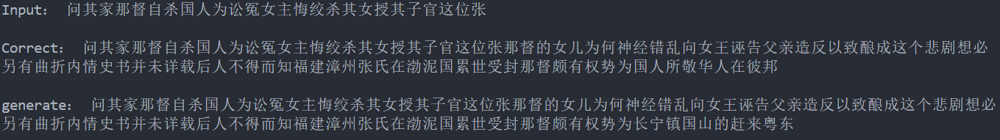 Input： 问其家那督自杀国人为讼冤女主悔绞杀其女授其子官这位张
Correct： 问其家那督自杀国人为讼冤女主悔绞杀其女授其子官这位张那督的女儿为何神经错乱向女王诬告父亲造反以致酿成这个悲剧想必
另有曲折内情史书并未详载后人不得而知福建漳州张氏在渤泥国累世受封那督颇有权势为国人所敬华人在彼邦
generate： 问其家那督自杀国人为讼冤女主悔绞杀其女授其子官这位张那督的女儿为何神经错乱向女王诬告父亲造反以致酿成这个悲剧想必
另有曲折内情史书并未详载后人不得而知福建漳州张氏在渤泥国累世受封那督颇有权势为长宁镇国山的赶来粤东